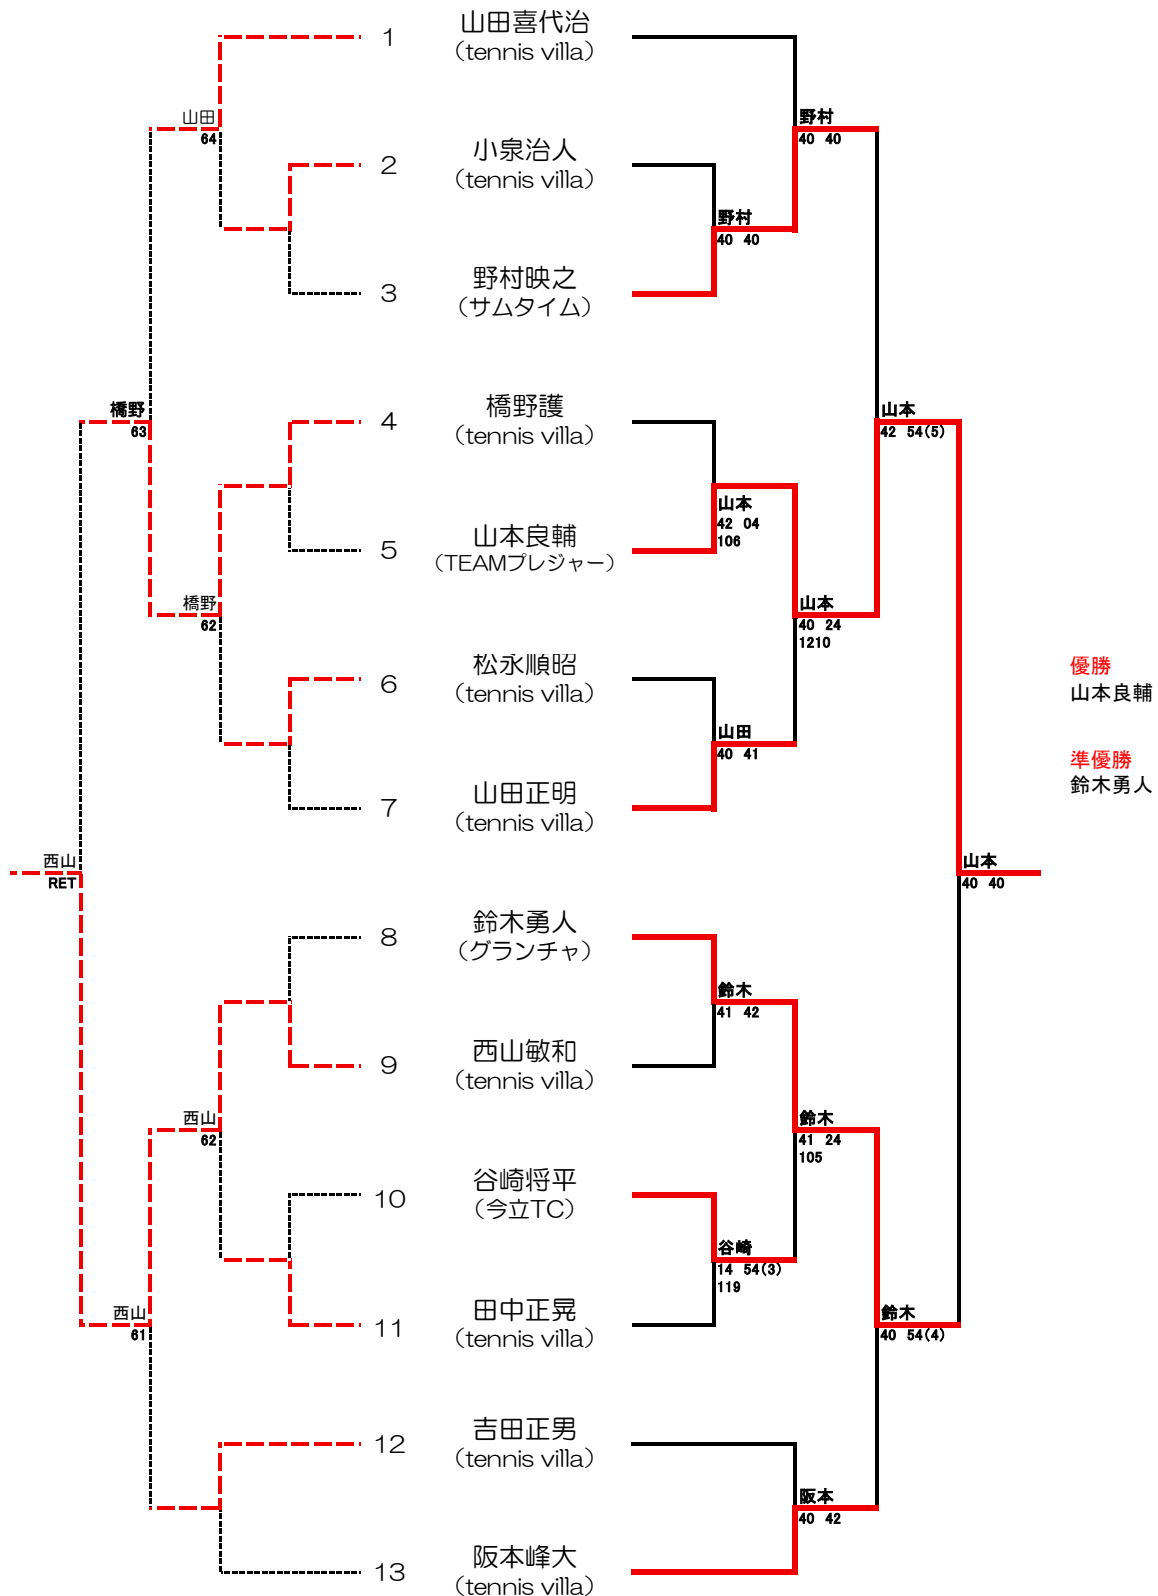 山田喜代治
1
(tennis villa)
山田
64
野村
40 40
小泉治人
2
(tennis villa)
野村
40 40
野村映之
3
(サムタイム)
橋野
63
橋野護
4
(tennis villa)
山本
42 54(5)
山本
42 04
106
山本良輔
5
(TEAMプレジャー)
橋野
62
山本
40 24
1210
松永順昭
6
(tennis villa)
優勝
山本良輔
山田
40 41
準優勝
鈴木勇人
山田正明
7
(tennis villa)
西山
RET
山本
40 40
鈴木勇人
8
(グランチャ)
鈴木
41 42
西山敏和
9
(tennis villa)
西山
62
鈴木
41 24
105
谷崎将平
10
(今立TC)
谷崎
14 54(3)
119
田中正晃
11
(tennis villa)
西山
61
鈴木
40 54(4)
吉田正男
12
(tennis villa)
阪本
40 42
阪本峰大
13
(tennis villa)